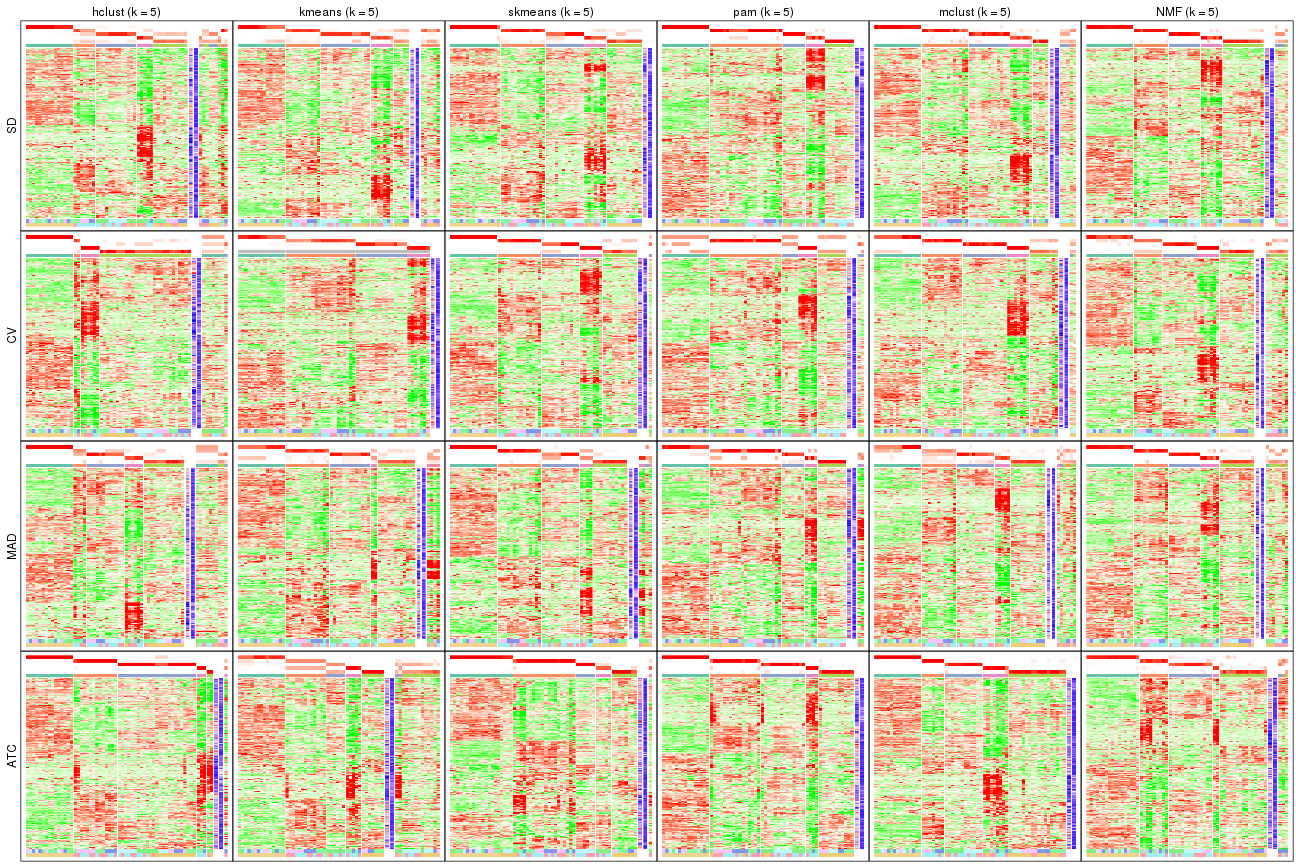 hclust (k = 5)
kmeans (k = 5)
skmeans (k = 5)
pam (k = 5)
mclust (k = 5)
NMF (k = 5)
SD
CV
MAD
ATC